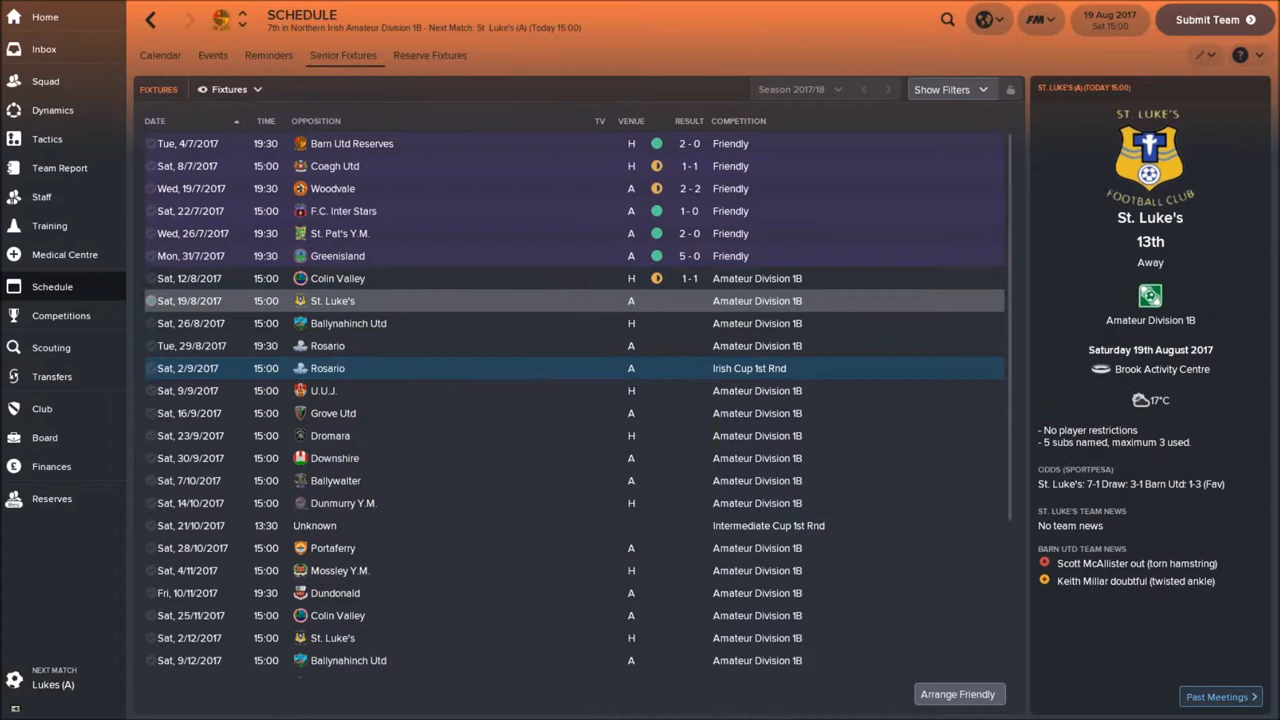 Home
SCHEDULE
7th in Northern Irish Amateur Division 1B - Next Match: St. Luke's (A) (Today 15:00)
FM
19 Aug 2017
Sat 15:00
Submit Team
Inbox
Squad
Dynamics
Tactics
Team Report
Staff
Training
Medical Centre
Schedule
Competitions
Scouting
Transfers
Club
Board
Finances
Reserves
NEXT MATCH
Lukes (A)
Calendar Events Reminders Senior Fixtures Reserve Fixtures
FIXTURES Fixtures Season 2017/18 Show Filters
DATE TIME OPPOSITION TV VENUE RESULT COMPETITION
Tue, 4/7/2017 19:30 Barn Utd Reserves H 2 - 0 Friendly
Sat, 8/7/2017 15:00 Coagh Utd H 1-1 Friendly
Wed, 19/7/2017 19:30 Woodvale A 2 - 2 Friendly
Sat, 22/7/2017 15:00 F.C. Inter Stars A 1 - 0 Friendly
Wed, 26/7/2017 19:30 St. Pat's Y.M. A 2 - 0 Friendly
Mon, 31/7/2017 19:30 Greenisland A 5 - 0 Friendly
Sat, 12/8/2017 15:00 Colin Valley H 1-1 Amateur Division 1B
Sat, 19/8/2017 15:00 St. Luke's A Amateur Division 1B
Sat, 26/8/2017 15:00 Ballynahinch Utd H Amateur Division 1B
Tue, 29/8/2017 19:30 Rosario A Amateur Division 1B
Sat, 2/9/2017 15:00 Rosario A Irish Cup 1st Rnd
Sat, 9/9/2017 15:00 U.U.J. H Amateur Division 1B
Sat, 16/9/2017 15:00 Grove Utd A Amateur Division 1B
Sat, 23/9/2017 15:00 Dromara H Amateur Division 1B
Sat, 30/9/2017 15:00 Downshire A Amateur Division 1B
Sat, 7/10/2017 15:00 Ballywalter A Amateur Division 1B
Sat, 14/10/2017 15:00 Dunmurry Y.M. H Amateur Division 1B
Sat, 21/10/2017 13:30 Unknown Intermediate Cup 1st Rnd
Sat, 28/10/2017 15:00 Portaferry A Amateur Division 1B
Sat, 4/11/2017 15:00 Mossley Y.M. H Amateur Division 1B
Fri, 10/11/2017 19:30 Dundonald A Amateur Division 1B
Sat, 25/11/2017 15:00 Colin Valley A Amateur Division 1B
Sat, 2/12/2017 15:00 St. Luke's H Amateur Division 1B
Sat, 9/12/2017 15:00 Ballynahinch Utd A Amateur Division 1B
Arrange Friendly
ST. LUKE'S (A) (TODAY 15:00)
ST. LUKE'S
FOOTBALL CLUB
St. Luke's
13th
Away
Amateur Division 1B
Saturday 19th August 2017
Brook Activity Centre
17°C
- No player restrictions
- 5 subs named, maximum 3 used.
ODDS (SPORTPESA)
St. Luke's: 7-1 Draw: 3-1 Barn Utd: 1-3 (Fav)
ST. LUKE'S TEAM NEWS
No team news
BARN UTD TEAM NEWS
Scott McAllister out (torn hamstring)
Keith Millar doubtful (twisted ankle)
Past Meetings